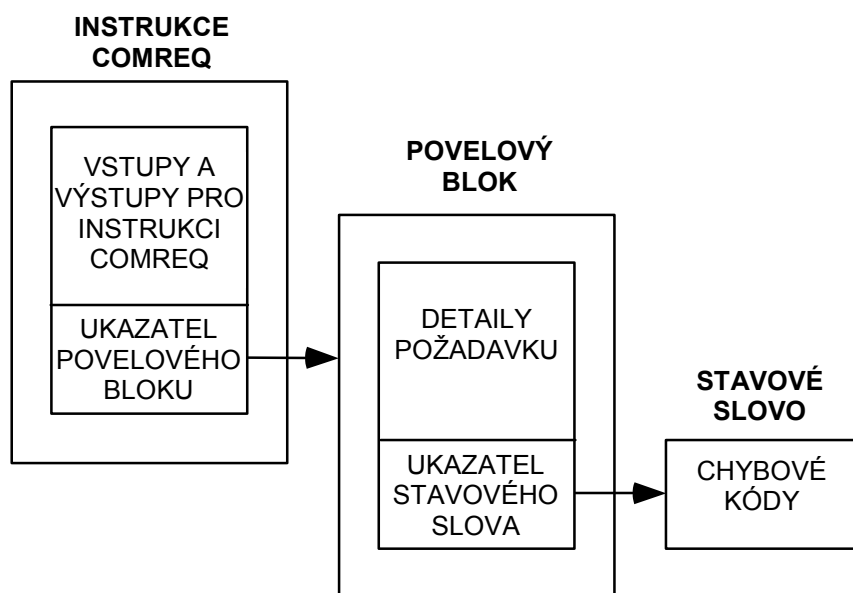 INSTRUKCE
COMREQ
VSTUPY A
VÝSTUPY PRO
INSTRUKCI
COMREQ
UKAZATEL
POVELOVÉHO
BLOKU
POVELOVÝ
BLOK
DETAILY
POŽADAVKU
UKAZATEL
STAVOVÉHO
SLOVA
STAVOVÉ
SLOVO
CHYBOVÉ
KÓDY